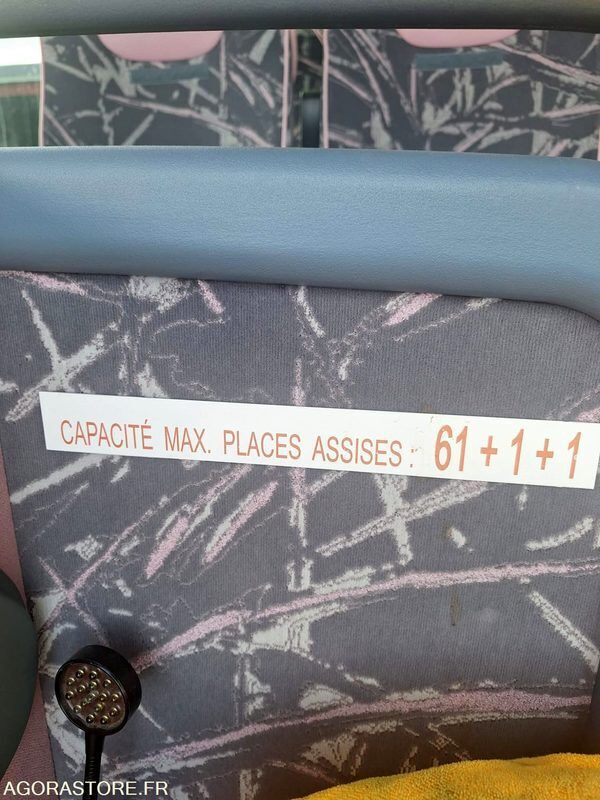 CAPACITÉ MAX. PLACES ASSISES : 61 + 1 + 1
AGORASTORE.FR